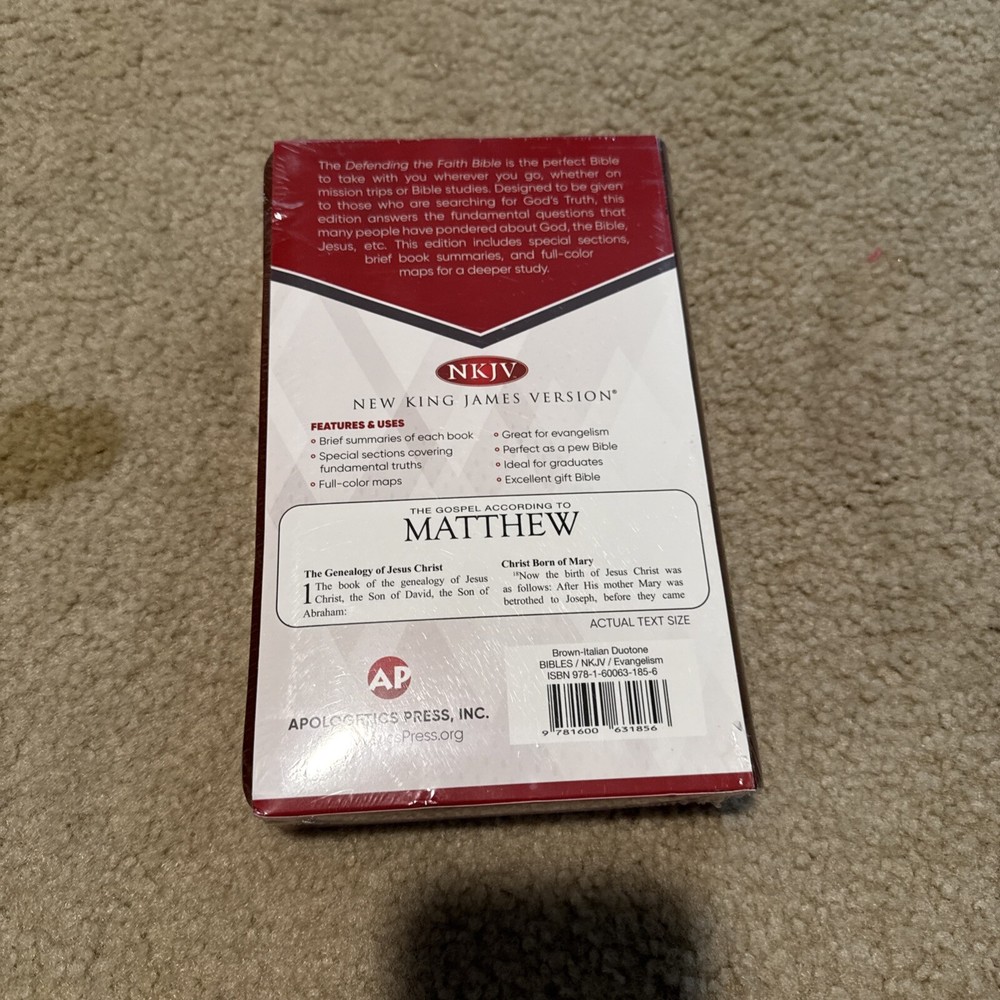 The Defending the Faith Bible is the perfect Bible
to take with you wherever you go, whether on
mission trips or Bible studies. Designed to be given
to those who are searching for God's Truth, this
edition answers the fundamental questions that
many people have pondered about God, the Bible,
Jesus, etc. This edition includes special sections,
brief book summaries, and full-color
maps for a deeper study.
NKJV
NEW KING JAMES VERSION®
FEATURES & USES
Brief summaries of each book
Special sections covering
fundamental truths
Full-color maps
Great for evangelism
Perfect as a pew Bible
Ideal for graduates
Excellent gift Bible
THE GOSPEL ACCORDING TO
MATTHEW
The Genealogy of Jesus Christ
1 The book of the genealogy of Jesus
Christ, the Son of David, the Son of
Abraham:
Christ Born of Mary
18Now the birth of Jesus Christ was
as follows: After His mother Mary was
betrothed to Joseph, before they came
ACTUAL TEXT SIZE
AP
APOLOGETICS PRESS, INC.
Press.org
Brown-Italian Duotone
BIBLES / NKJV / Evangelism
ISBN 978-1-60063-185-6
9 781600 631856